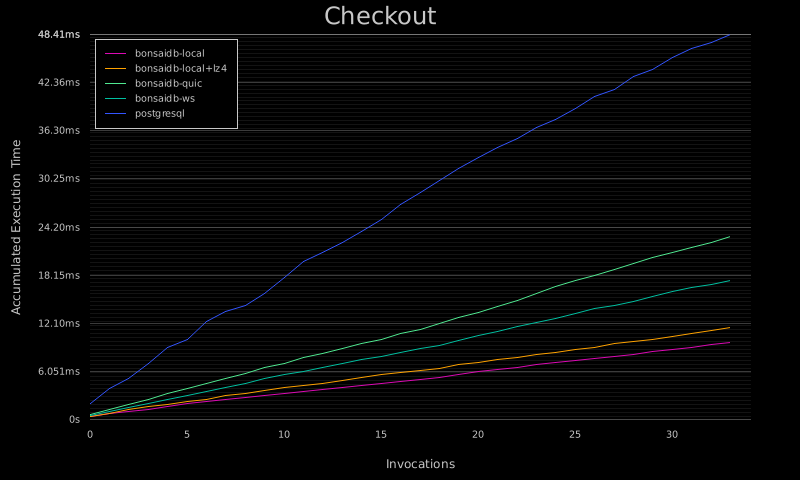 Checkout
48.41ms
42.36ms
36.30ms
30.25ms
24.20ms
18.15ms
12.10ms
6.051ms
0s
bonsaidb-local
bonsaidb-local+lz4
bonsaidb-quic
bonsaidb-ws
postgresql
Accumulated Execution Time
0 5 10 15 20 25 30
Invocations